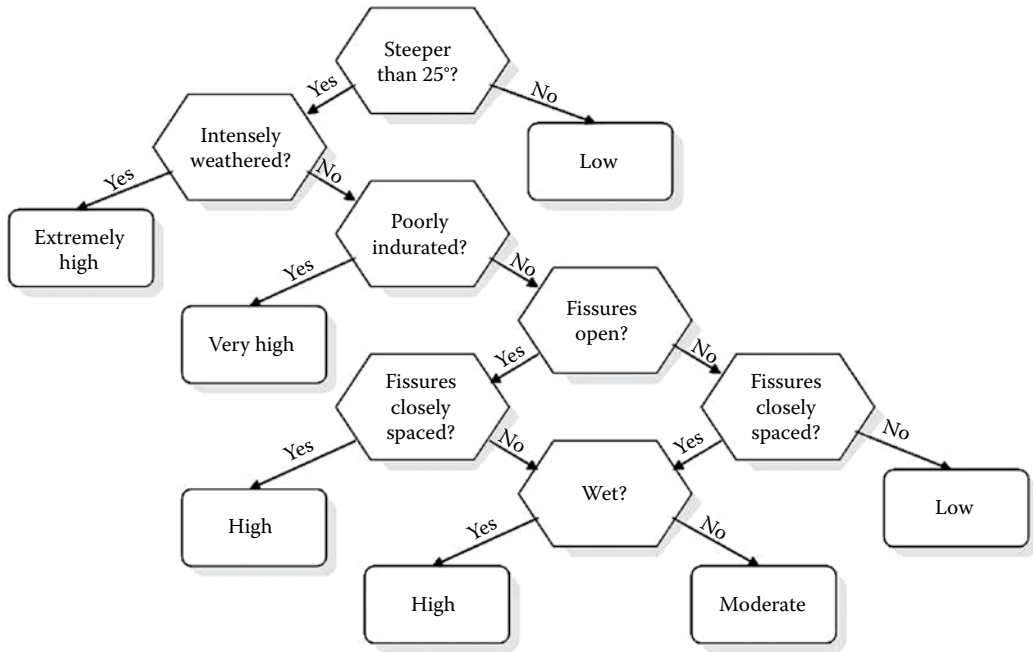 Steeper
than 25°?
Yes
No
Intensely
weathered?
Low
Yes
No
Extremely
high
Poorly
indurated?
Yes
No
Very high
Fissures
open?
Yes
No
Fissures
closely
spaced?
Fissures
closely
spaced?
Yes
No
Yes
No
High
Wet?
Low
Yes
No
High
Moderate